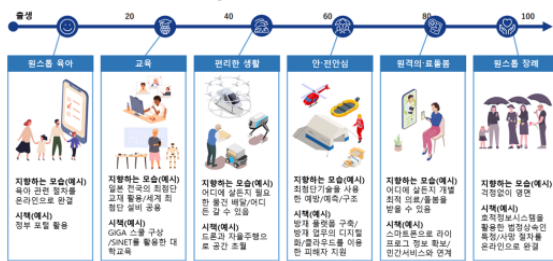 출생 20 40 60 80 100
원스톱 육아
지향하는 모습(예시)
육아 관련 절차를
온라인으로 완결
시책(예시)
정부 포털 활용
교육
지향하는 모습(예시)
일본 전국의 최첨단
교재 활용/세계 최
첨단 설비 공용
시책(예시)
GIGA 스쿨 구상
/SINET를 활용한 대
학교육
편리한 생활
지향하는 모습(예시)
어디에 살든지 필요
한 물건 배달/어디
든 갈 수 있음
시책(예시)
드론과 자율주행으
로 공간 초월
안·전안심
지향하는 모습(예시)
최첨단기술을 사용
한 예방/예측/구조
시책(예시)
방재 플랫폼 구축/
방재 업무의 디지털
화/클라우드를 이용
한 피해자 지원
원격의·료돌봄
지향하는 모습(예시)
어디에 살든지 개별
최적 의료/돌봄을
받을 수 있음
시책(예시)
스마트폰으로 라이
프로그 정보 확보/
민간서비스와 연계
원스톱 장례
지향하는 모습(예시)
걱정없이 영면
시책(예시)
호적정보시스템을
활용한 법정상속인
특정/사망 절차를
온라인으로 완결